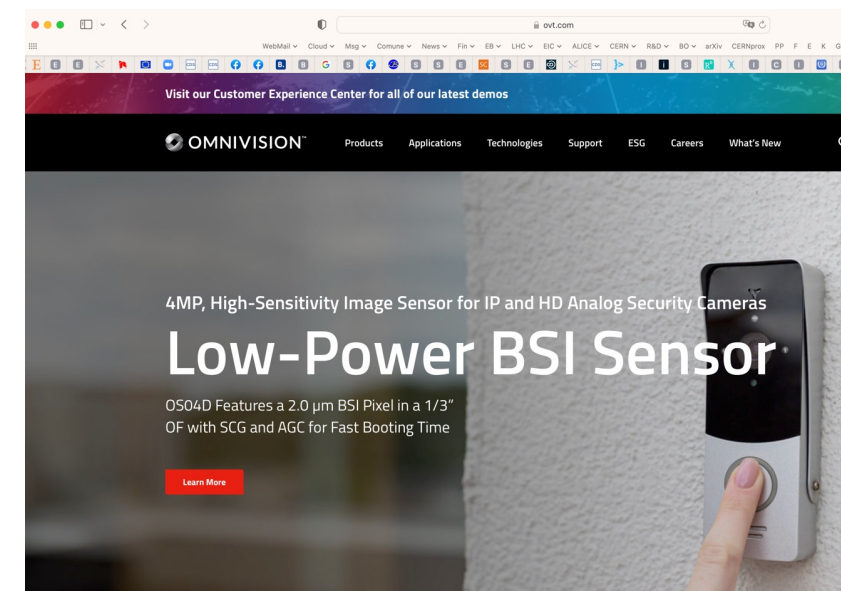 ovt.com
WebMail Cloud Msg Comune News Fin EB LHC EIC ALICE CERN R&D BO arXiv CERNprox PP F E K G
Visit our Customer Experience Center for all of our latest demos
OMNIVISION™ Products Applications Technologies Support ESG Careers What's New
4MP, High-Sensitivity Image Sensor for IP and HD Analog Security Cameras
Low-Power BSI Sensor
OS04D Features a 2.0 µm BSI Pixel in a 1/3″
OF with SCG and AGC for Fast Booting Time
Learn More